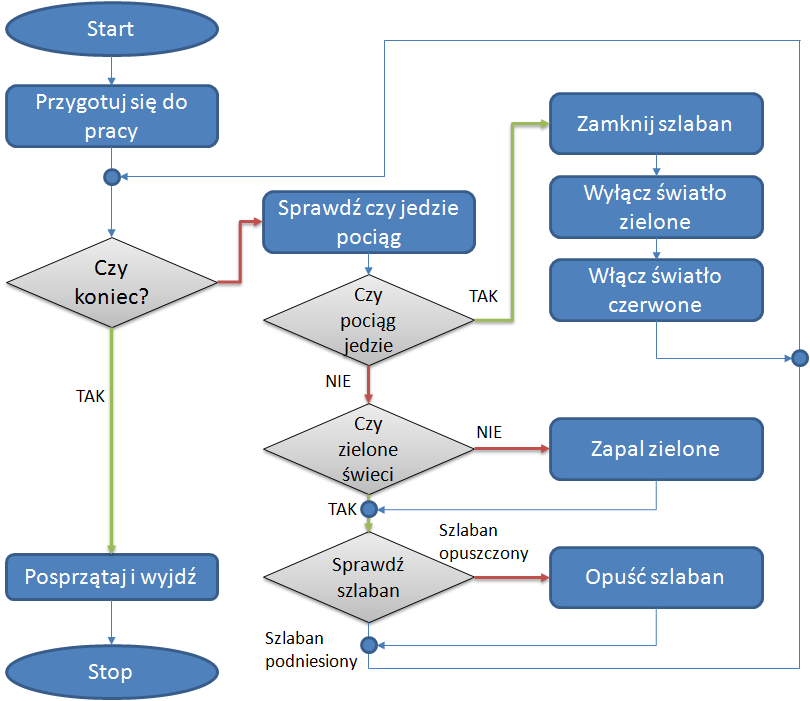 Start
Przygotuj się do
pracy
Czy
koniec?
TAK
Posprzątaj i wyjdź
Stop
Sprawdź czy jedzie
pociąg
Czy
pociąg
jedzie
TAK
NIE
Zamknij szlaban
Wyłącz światło
zielone
Włącz światło
czerwone
Czy
zielone
świeci
NIE
Zapal zielone
TAK
Sprawdź
szlaban
Szlaban
opuszczony
Opuść szlaban
Szlaban
podniesiony